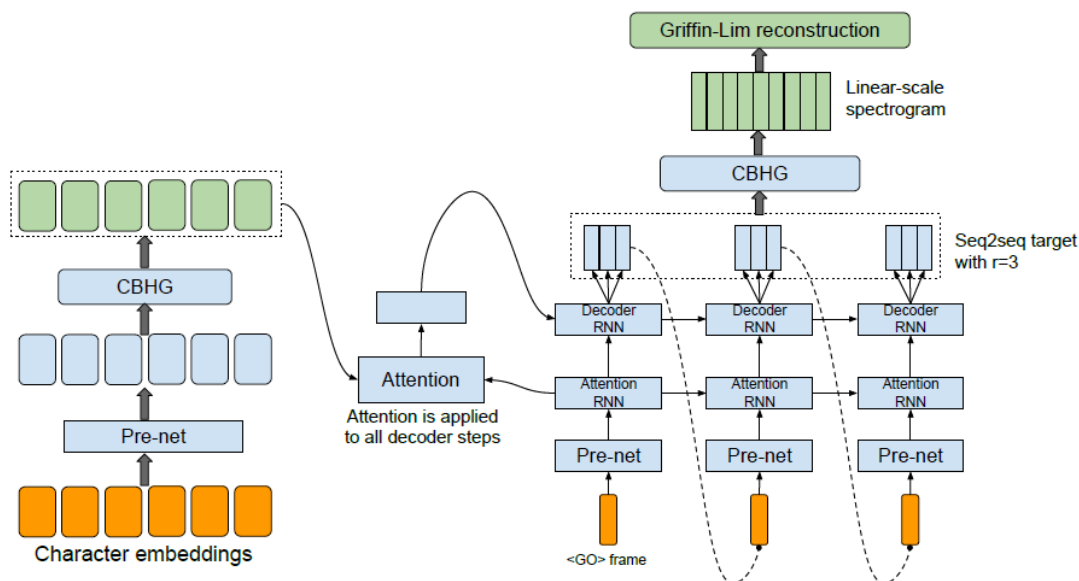 Griffin-Lim reconstruction
Linear-scale
spectrogram
CBHG
Seq2seq target
with r=3
CBHG
Decoder
RNN
Decoder
RNN
Decoder
RNN
Attention
Attention is applied
to all decoder steps
Attention
RNN
Attention
RNN
Attention
RNN
Pre-net
Pre-net
Pre-net
Pre-net
Character embeddings
<GO> frame